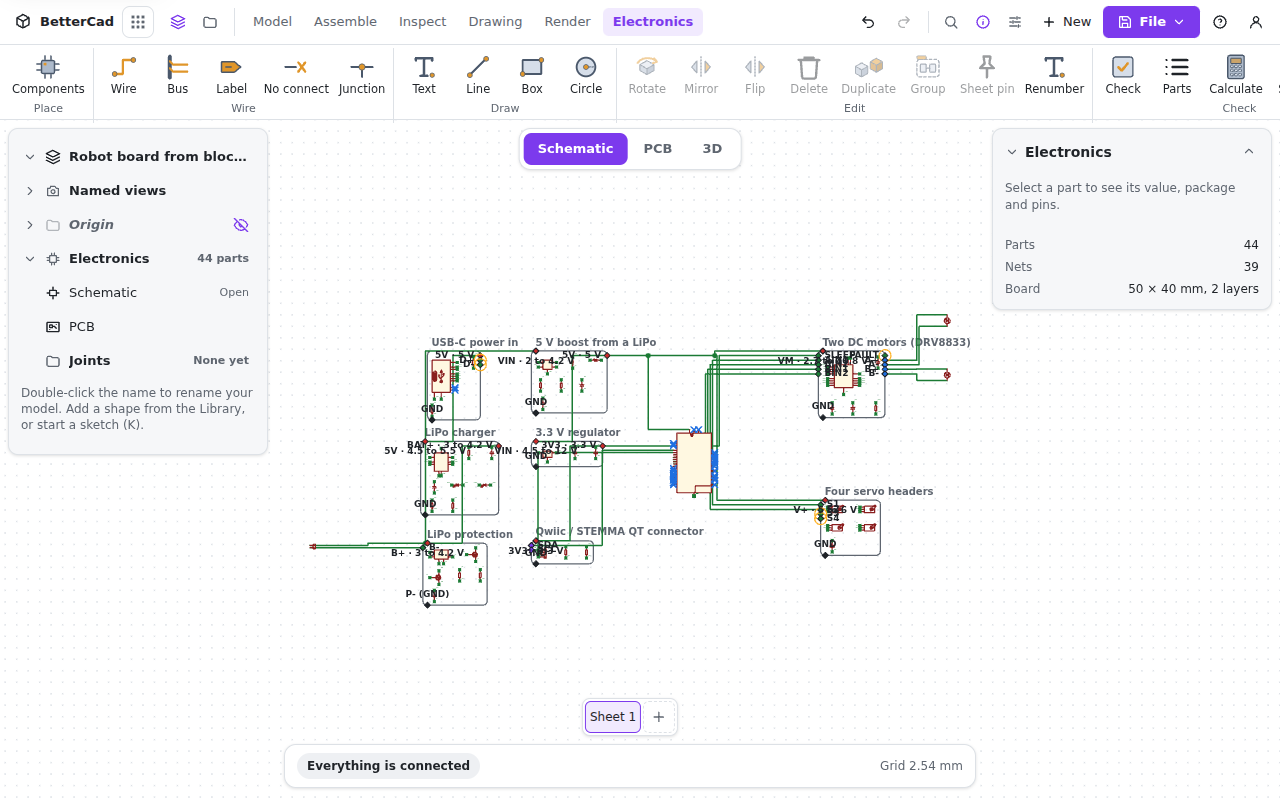 BetterCad
Model
Assemble
Inspect
Drawing
Render
Electronics
New
File
Components
Wire
Bus
Label
No connect
Junction
Text
Line
Box
Circle
Rotate
Mirror
Flip
Delete
Duplicate
Group
Sheet pin
Renumber
Check
Parts
Calculate
Place
Wire
Draw
Edit
Check
Robot board from bloc...
Named views
Origin
Electronics
44 parts
Schematic
Open
PCB
Joints
None yet
Double-click the name to rename your
model. Add a shape from the Library,
or start a sketch (K).
Schematic
PCB
3D
Electronics
Select a part to see its value, package
and pins.
Parts
44
Nets
39
Board
50 × 40 mm, 2 layers
USB-C power in
5 V boost from a LiPo
Two DC motors (DRV8833)
GND
GND
GND
LiPo charger
3.3 V regulator
GND
GND
Four servo headers
S4
GND
LiPo protection
Qwiic / STEMMA QT connector
P- (GND)
Sheet 1
Everything is connected
Grid 2.54 mm